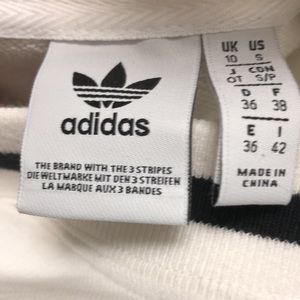 adidas
THE BRAND WITH THE 3 STRIPES
DIE WELTMARKE MIT DEN 3 STREIFEN
LA MARQUE AUX 3 BANDES
UK US
10 S
J CDN
OT S/P
D F
36 38
E I
36 42
MADE IN
CHINA